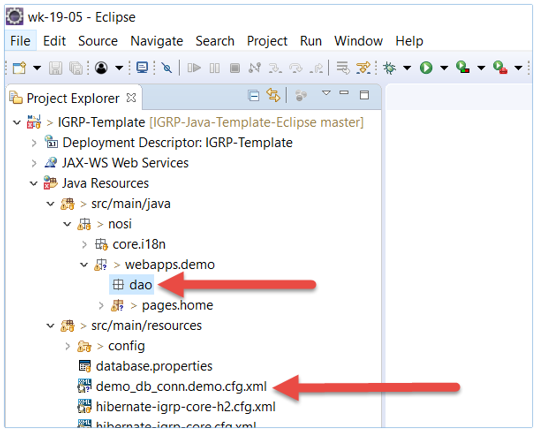 wk-19-05 - Eclipse
File Edit Source Navigate Search Project Run Window Help
Project Explorer
> IGRP-Template [IGRP-Java-Template-Eclipse master]
Deployment Descriptor: IGRP-Template
JAX-WS Web Services
> Java Resources
> src/main/java
> nosi
> core.i18n
> webapps.demo
dao
> pages.home
> src/main/resources
> config
database.properties
demo_db_conn.demo.cfg.xml
hibernate-igrp-core-h2.cfg.xml
hibernate-igrp-core.cfg.xml